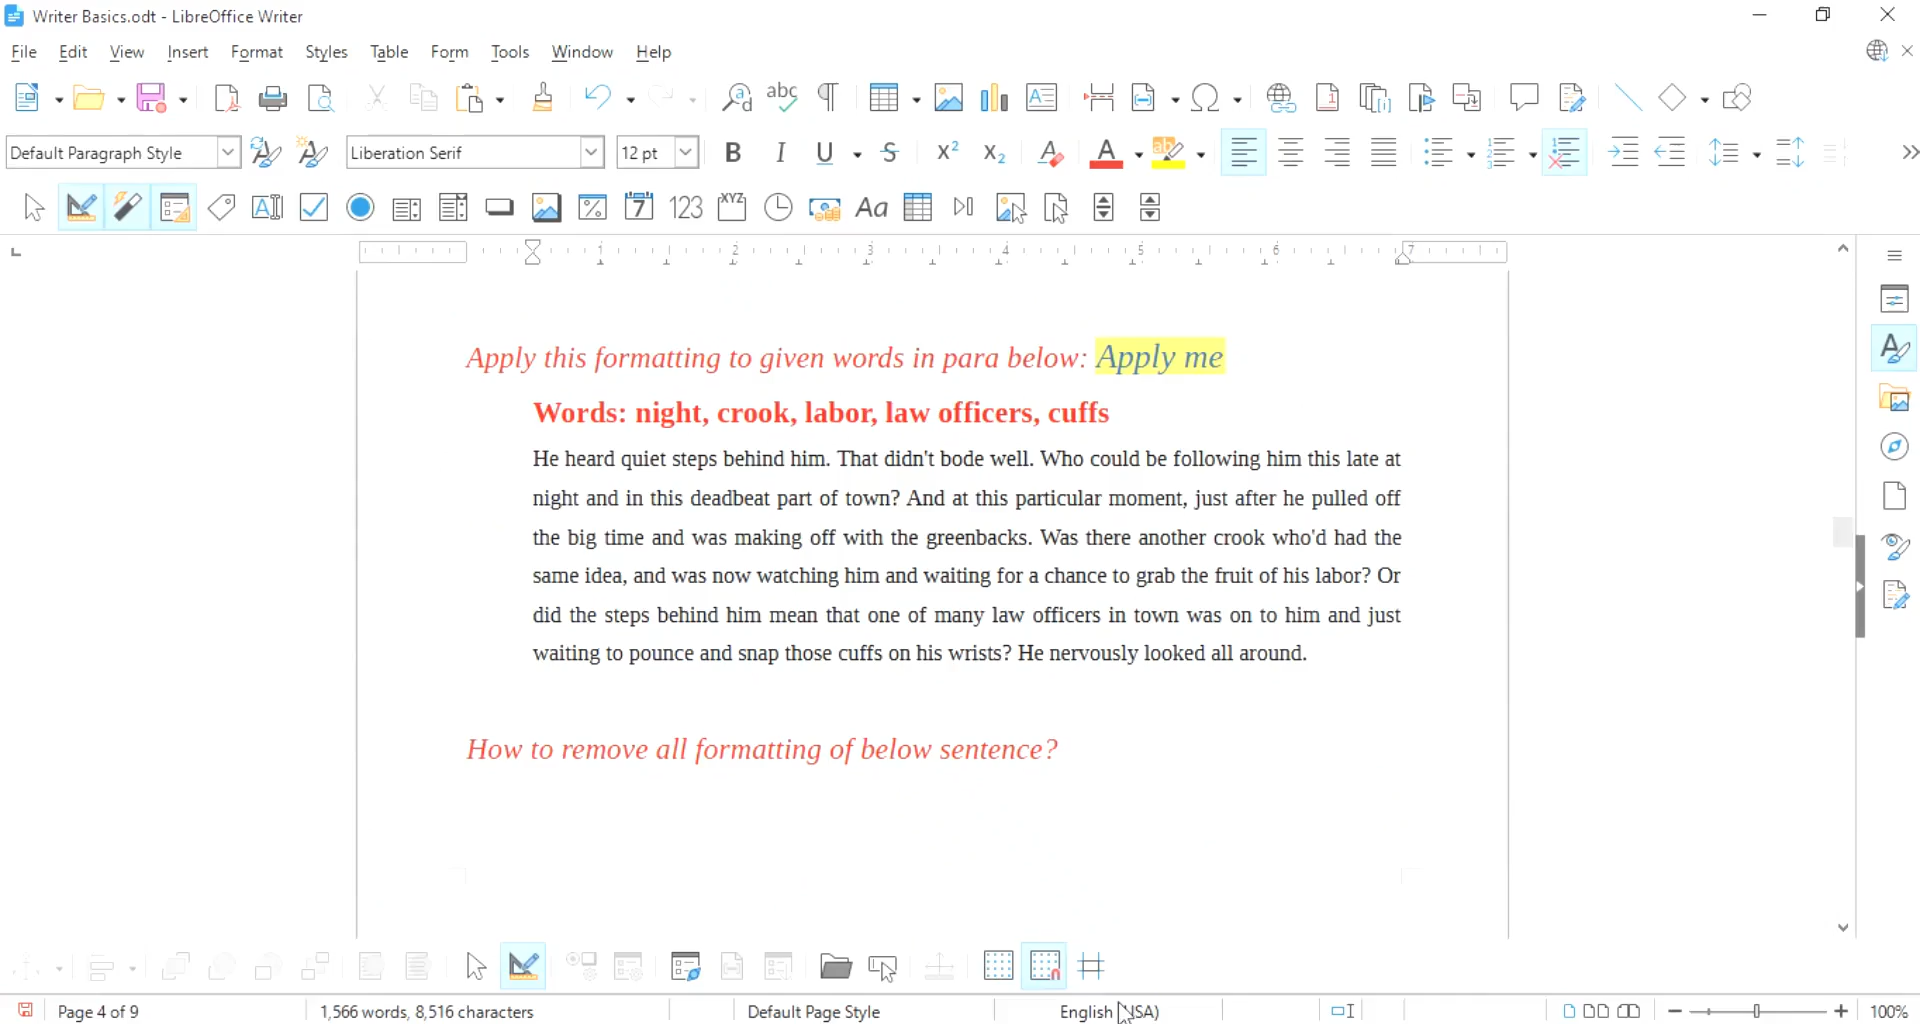 Writer Basics.odt - LibreOffice Writer
File Edit View Insert Format Styles Table Form Tools Window Help
Default Paragraph Style Liberation Serif 12 pt
1 2 3 4 5 6 7
Apply this formatting to given words in para below: Apply me
Words: night, crook, labor, law officers, cuffs
He heard quiet steps behind him. That didn't bode well. Who could be following him this late at
night and in this deadbeat part of town? And at this particular moment, just after he pulled off
the big time and was making off with the greenbacks. Was there another crook who'd had the
same idea, and was now watching him and waiting for a chance to grab the fruit of his labor? Or
did the steps behind him mean that one of many law officers in town was on to him and just
waiting to pounce and snap those cuffs on his wrists? He nervously looked all around.
How to remove all formatting of below sentence?
Page 4 of 9 1,566 words, 8,516 characters Default Page Style English (USA) 100%